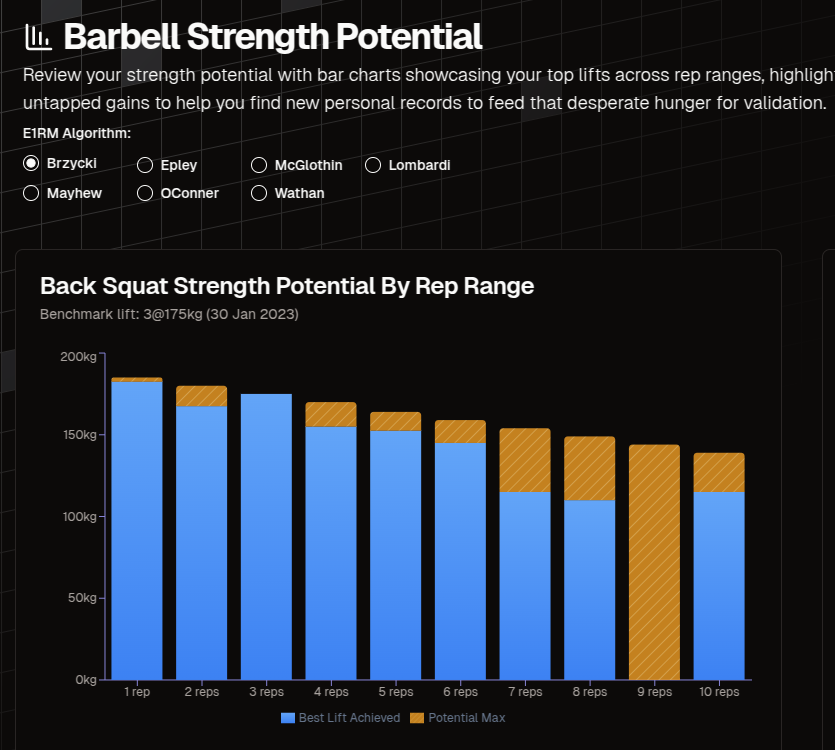 Barbell Strength Potential
Review your strength potential with bar charts showcasing your top lifts across rep ranges, highlight
untapped gains to help you find new personal records to feed that desperate hunger for validation.
E1RM Algorithm:
Brzycki Epley McGlothin Lombardi
Mayhew OConner Wathan
Back Squat Strength Potential By Rep Range
Benchmark lift: 3@175kg (30 Jan 2023)
200kg
150kg
100kg
50kg
0kg
1 rep 2 reps 3 reps 4 reps 5 reps 6 reps 7 reps 8 reps 9 reps 10 reps
Best Lift Achieved Potential Max